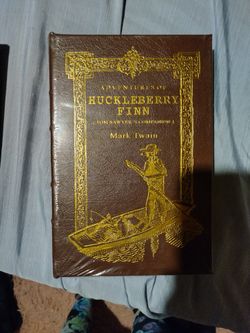 ADVENTURES OF
HUCKLEBERRY
FINN
(TOM SAWYER'S COMRADE)
Mark Twain